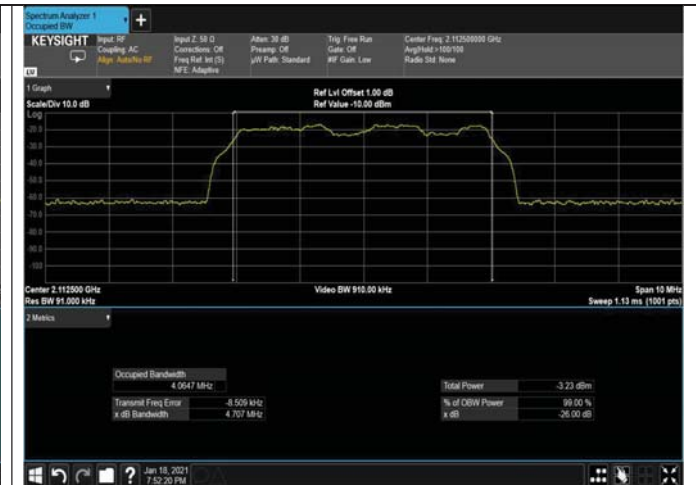 Spectrum Analyzer 1
Occupied BW
KEYSIGHT
Input: RF
Coupling: AC
Align: Auto/No RF
Input Z: 50 Ω
Corrections: Off
Freq Ref: Int (S)
NFE: Adaptive
Atten: 30 dB
Preamp: Off
µW Path: Standard
Trig: Free Run
Gate: Off
#IF Gain: Low
Center Freq: 2.112500000 GHz
Avg|Hold:>100/100
Radio Std: None
1 Graph
Scale/Div 10.0 dB
Ref Lvl Offset 1.00 dB
Ref Value -10.00 dBm
Log
-20.0
-30.0
-40.0
-50.0
-60.0
-70.0
-80.0
-90.0
-100
Center 2.112500 GHz
Res BW 91.000 kHz
Video BW 910.00 kHz
Span 10 MHz
Sweep 1.13 ms (1001 pts)
2 Metrics
Occupied Bandwidth
4.0647 MHz
Transmit Freq Error -8.509 kHz
x dB Bandwidth 4.707 MHz
Total Power -3.23 dBm
% of OBW Power 99.00 %
x dB -26.00 dB
Jan 18, 2021
7:52:20 PM